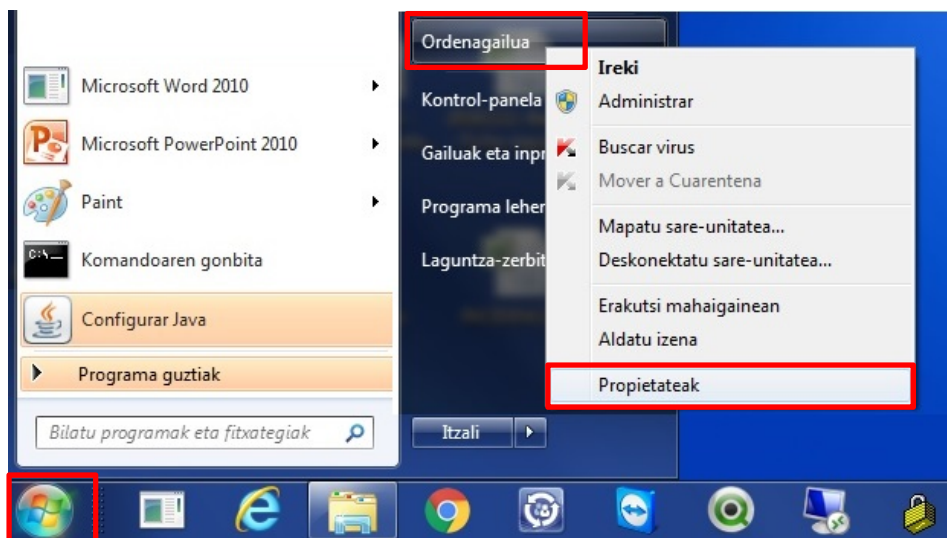 Microsoft Word 2010
Microsoft PowerPoint 2010
Paint
C:\
Komandoaren gonbita
Configurar Java
Programa guztiak
Bilatu programak eta fitxategiak
Ordenagailua
Kontrol-panela
Gailuak eta inpr
Programa leher
Laguntza-zerbit
Itzali
Ireki
Administrar
Buscar virus
Mover a Cuarentena
Mapatu sare-unitatea...
Deskonektatu sare-unitatea...
Erakutsi mahaigainean
Aldatu izena
Propietateak